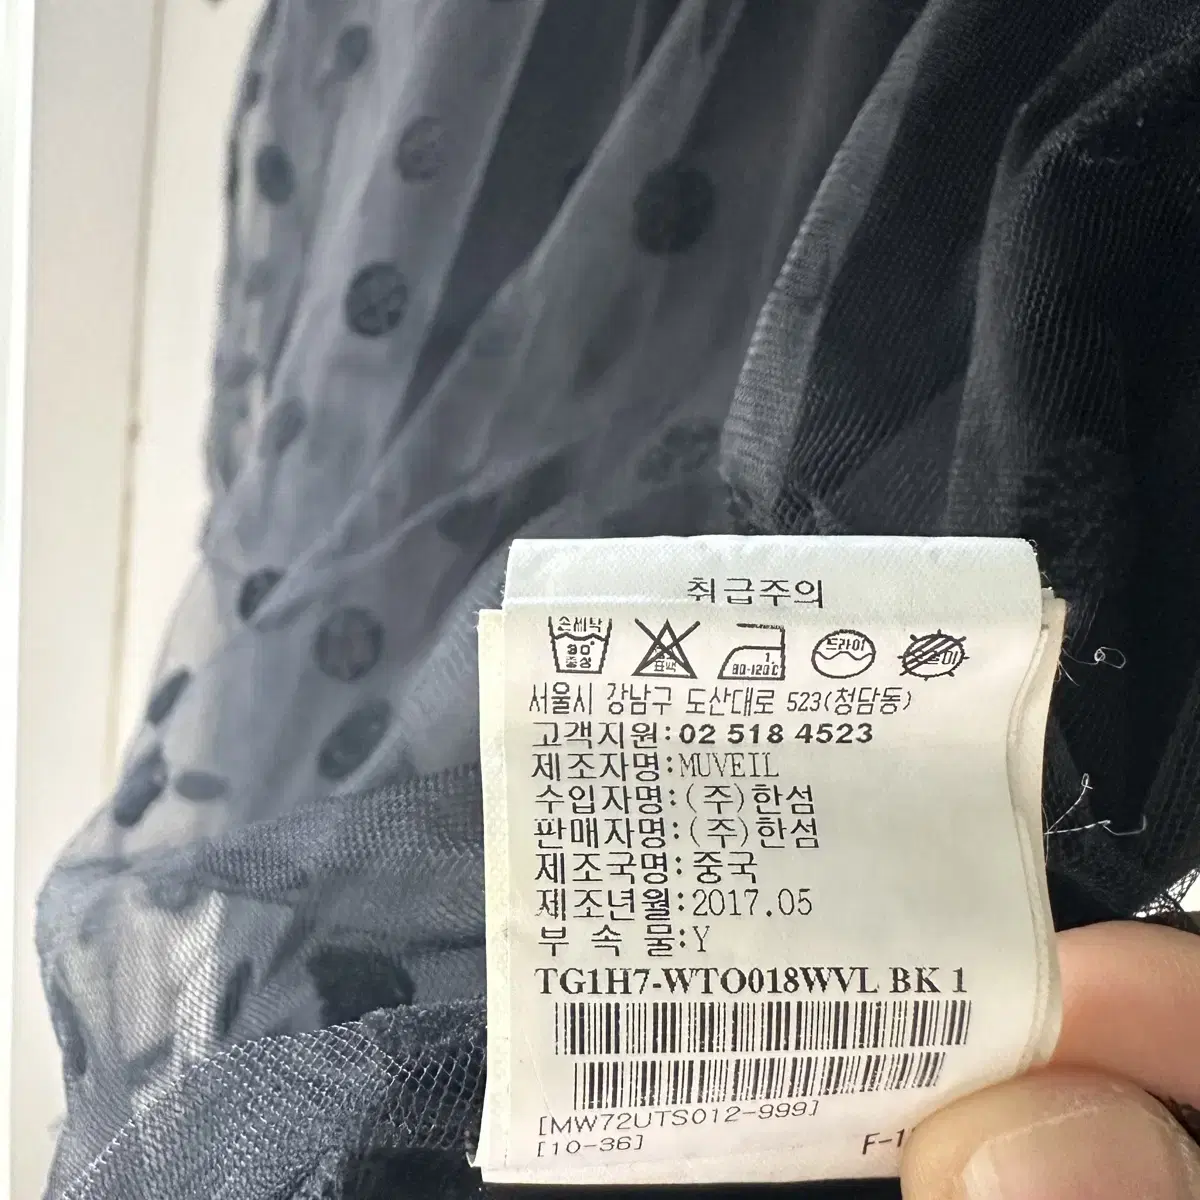 취급주의
손세탁 30° 중성 표백 1 80-120℃ 드라이
서울시 강남구 도산대로 523(청담동)
고객지원:02 518 4523
제조자명:MUVEIL
수입자명:(주)한섬
판매자명:(주)한섬
제조국명:중국
제조년월:2017.05
부 속 물:Y
TG1H7-WTO018WVL BK 1
[MW72UTS012-999]
[10-36]